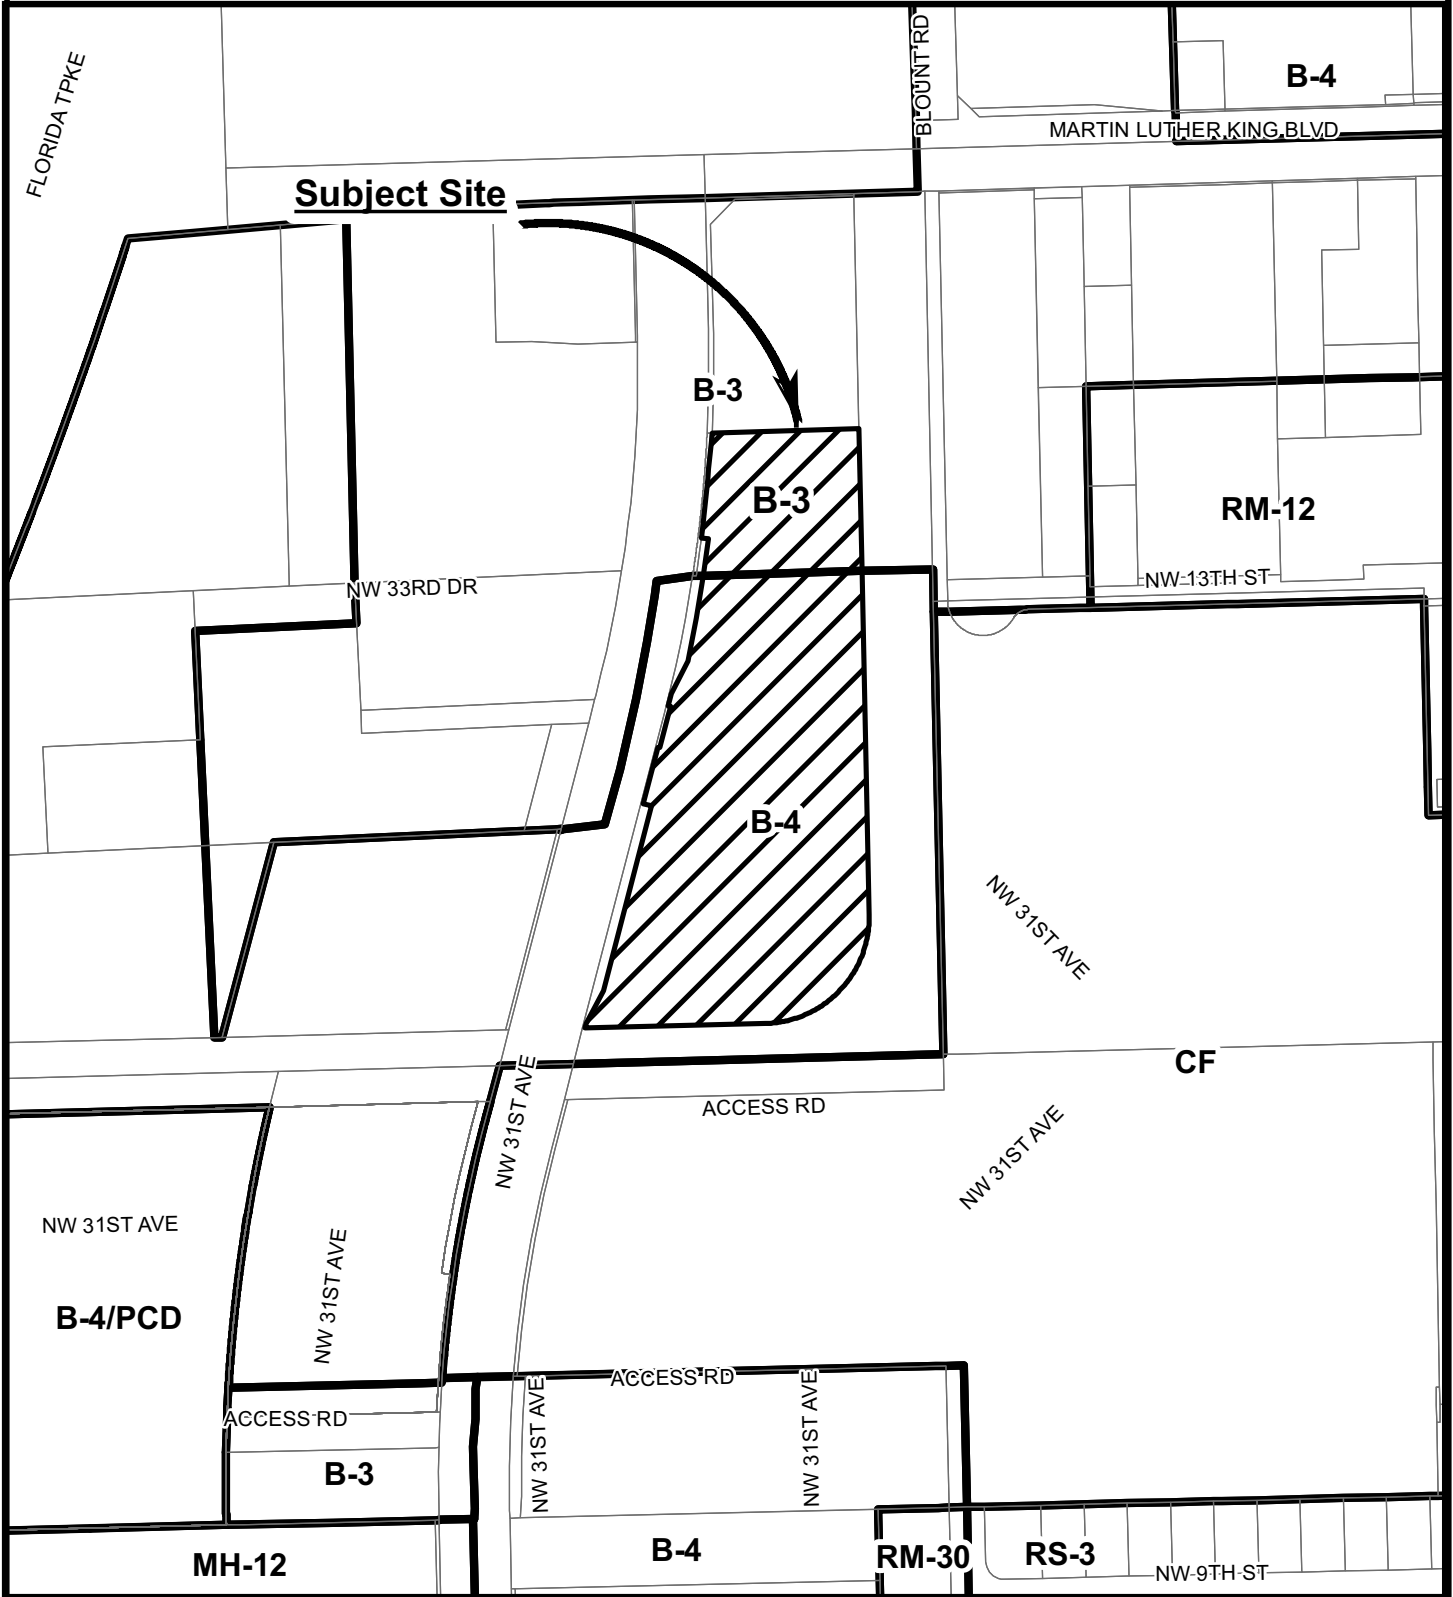 FLORIDA TPKE
BLOUNT RD
B-4
MARTIN LUTHER KING BLVD
Subject Site
B-3
B-3
RM-12
NW 13TH ST
NW 33RD DR
B-4
NW 31ST AVE
CF
NW 31ST AVE
ACCESS RD
NW 31ST AVE
NW 31ST AVE
NW 31ST AVE
B-4/PCD
ACCESS RD
NW 31ST AVE
NW 31ST AVE
ACCESS RD
B-3
B-4
RM-30
RS-3
MH-12
NW 9TH ST